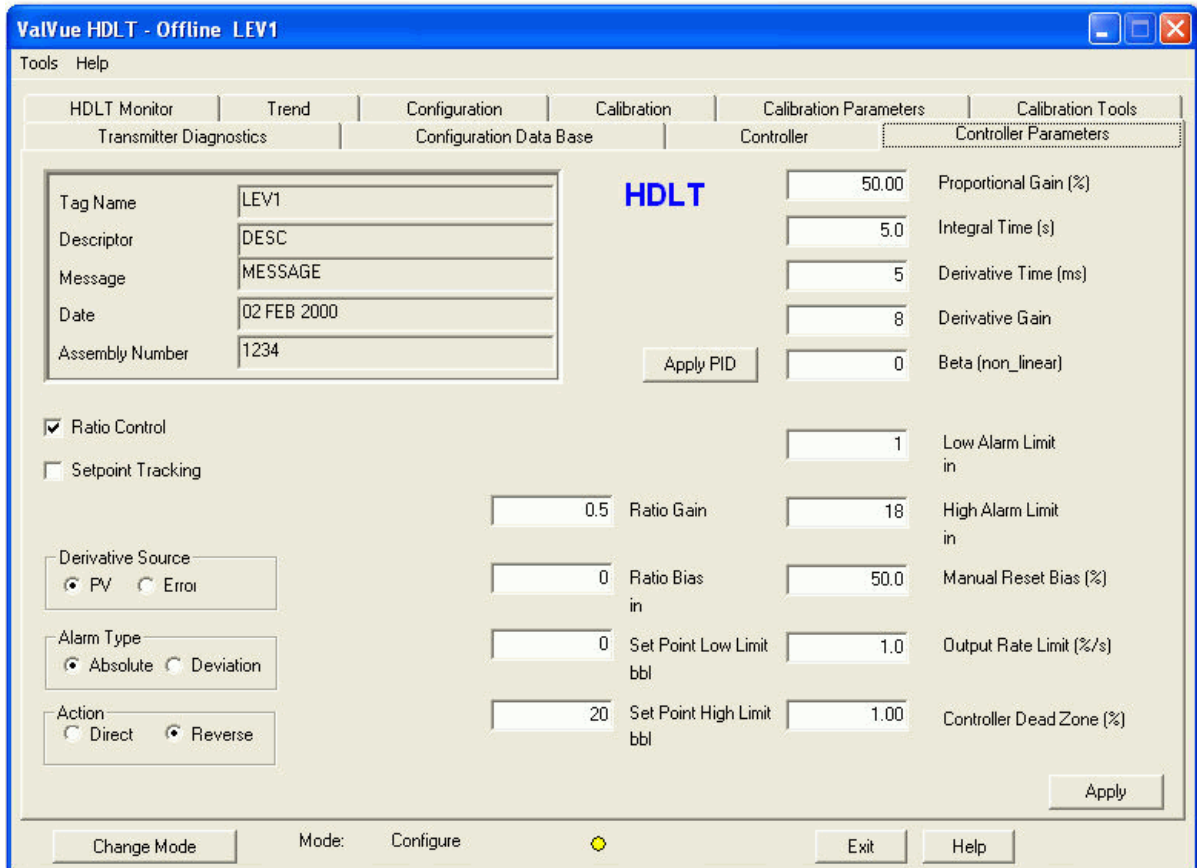 ValVue HDLT - Offline LEV1
Tools Help
HDLT Monitor Trend Configuration Calibration Calibration Parameters Calibration Tools
Transmitter Diagnostics Configuration Data Base Controller Controller Parameters
Tag Name LEV1
Descriptor DESC
Message MESSAGE
Date 02 FEB 2000
Assembly Number 1234
HDLT
50.00 Proportional Gain (%)
5.0 Integral Time (s)
5 Derivative Time (ms)
8 Derivative Gain
Apply PID 0 Beta (non_linear)
Ratio Control
Setpoint Tracking
1 Low Alarm Limit
in
0.5 Ratio Gain 18 High Alarm Limit
in
Derivative Source
PV Error
0 Ratio Bias 50.0 Manual Reset Bias (%)
in
Alarm Type
Absolute Deviation
0 Set Point Low Limit 1.0 Output Rate Limit (%/s)
bbl
Action
Direct Reverse
20 Set Point High Limit 1.00 Controller Dead Zone (%)
bbl
Apply
Change Mode Mode: Configure Exit Help